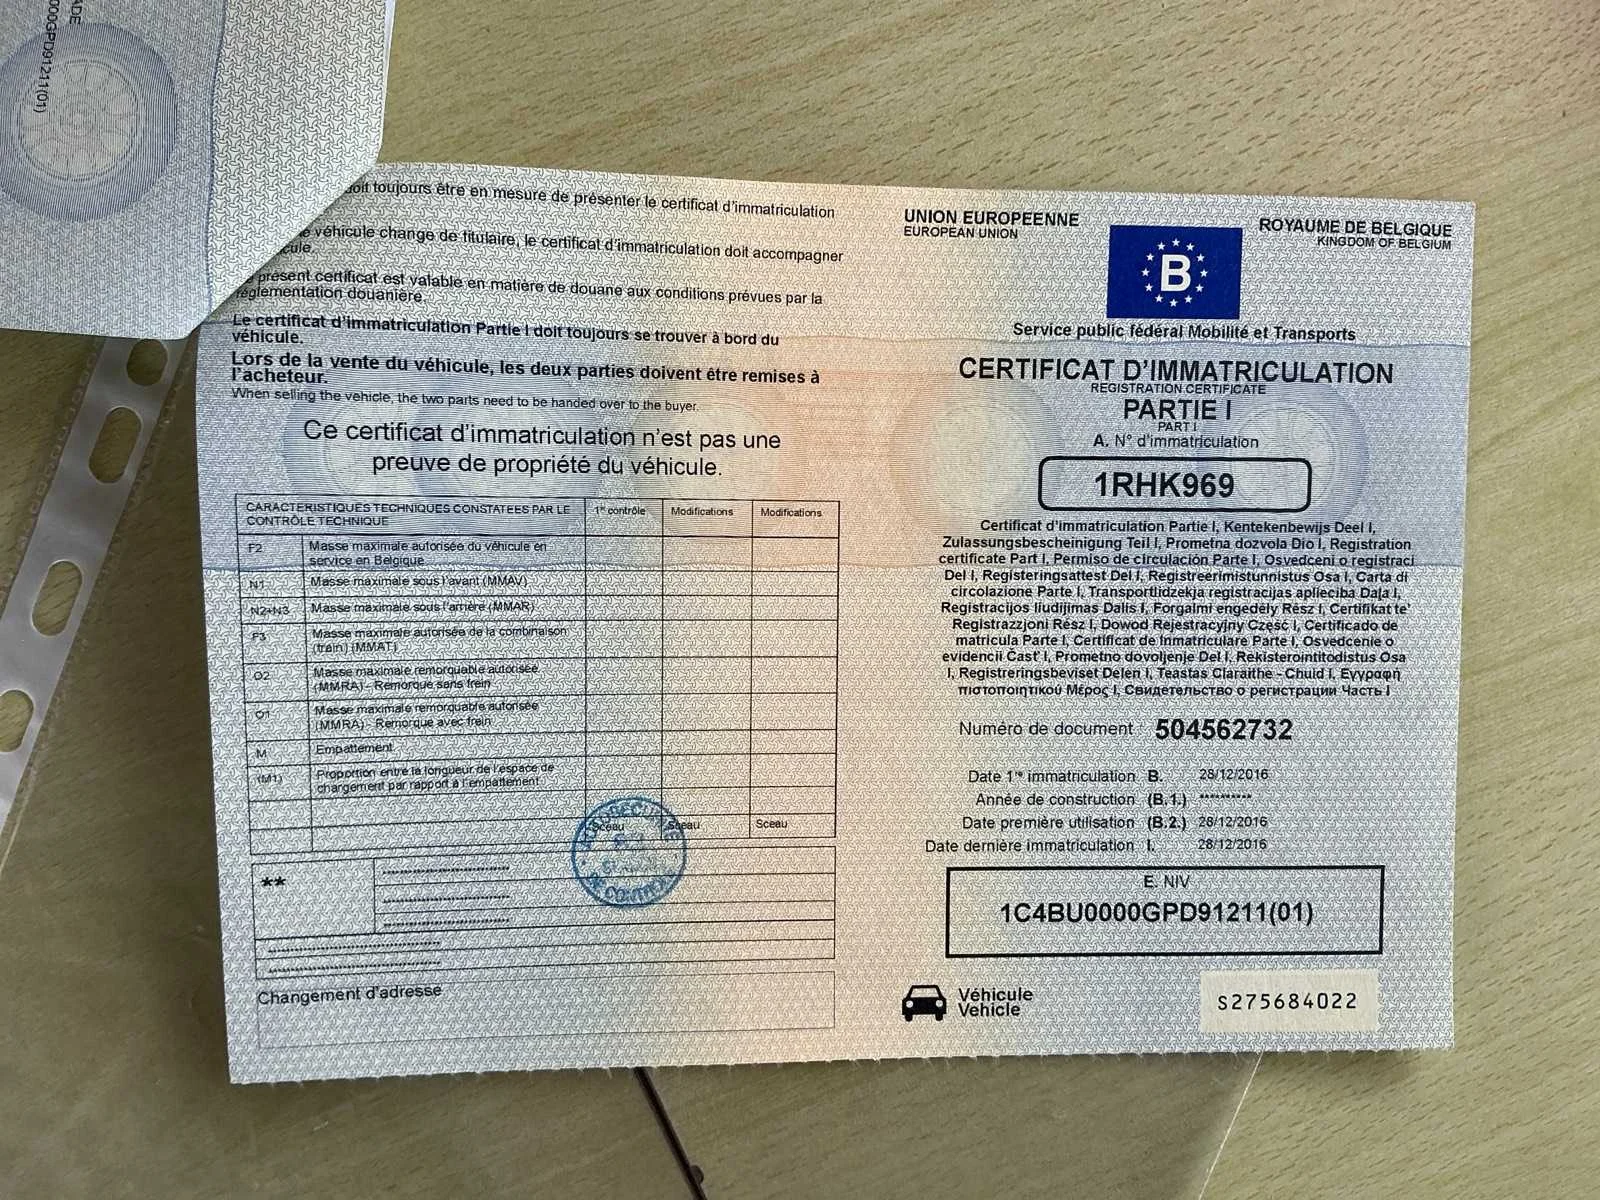 000GPD91211(01)
ADE
oit toujours être en mesure de présenter le certificat d'immatriculation
véhicule change de titulaire, le certificat d'immatriculation doit accompagner
présent certificat est valable en matière de douane aux conditions prévues par la
réglementation douanière.
Le certificat d'immatriculation Partie I doit toujours se trouver à bord du
véhicule.
Lors de la vente du véhicule, les deux parties doivent être remises à
l'acheteur.
When selling the vehicle, the two parts need to be handed over to the buyer.
Ce certificat d'immatriculation n'est pas une
preuve de propriété du véhicule.
CARACTERISTIQUES TECHNIQUES CONSTATEES PAR LE
CONTRÔLE TECHNIQUE
1er contrôle
Modifications
Modifications
F2 Masse maximale autorisée du véhicule en
service en Belgique
N1 Masse maximale sous l'avant (MMAV)
N2+N3 Masse maximale sous l'arrière (MMAR)
F3 Masse maximale autorisée de la combinaison
(train) (MMAT)
O2 Masse maximale remorquable autorisée
(MMRA) - Remorque sans frein
O1 Masse maximale remorquable autorisée
(MMRA) - Remorque avec frein
M Empattement
(M1) Proportion entre la longueur de l'espace de
chargement par rapport à l'empattement
Sceau
Sceau
Sceau
DE CONTROLE
**
Changement d'adresse
UNION EUROPEENNE
EUROPEAN UNION
ROYAUME DE BELGIQUE
KINGDOM OF BELGIUM
B
Service public fédéral Mobilité et Transports
CERTIFICAT D'IMMATRICULATION
REGISTRATION CERTIFICATE
PARTIE I
PART I
A. N° d'immatriculation
1RHK969
Certificat d'immatriculation Partie I, Kentekenbewijs Deel I,
Zulassungsbescheinigung Teil I, Prometna dozvola Dio I, Registration
certificate Part I, Permiso de circulación Parte I, Osvedceni o registraci
Del I, Registeringsattest Del I, Registreerimistunnistus Osa I, Carta di
circolazione Parte I, Transportlidzekja registracijas aplieciba Daļa I,
Registracijos liudijimas Dalis I, Forgalmi engedély Rész I, Certifikat te'
Registrazzjoni Rész I, Dowod Rejestracyjny Część I, Certificado de
matricula Parte I, Certificat de Inmatriculare Parte I, Osvedcenie o
evidencii Čast' I, Prometno dovoljenje Del I, Rekisterointitodistus Osa
I, Registreringsbeviset Delen I, Teastas Claraithe - Chuid I, Εγγραφή
πιστοποιητικού Μέρος I, Свидетельство о регистрации Часть I
Numéro de document : 504562732
Date 1re immatriculation B. 28/12/2016
Année de construction (B.1.) **********
Date première utilisation (B.2.) 28/12/2016
Date dernière immatriculation I. 28/12/2016
E. NIV
1C4BU0000GPD91211(01)
Véhicule
Vehicle
S275684022